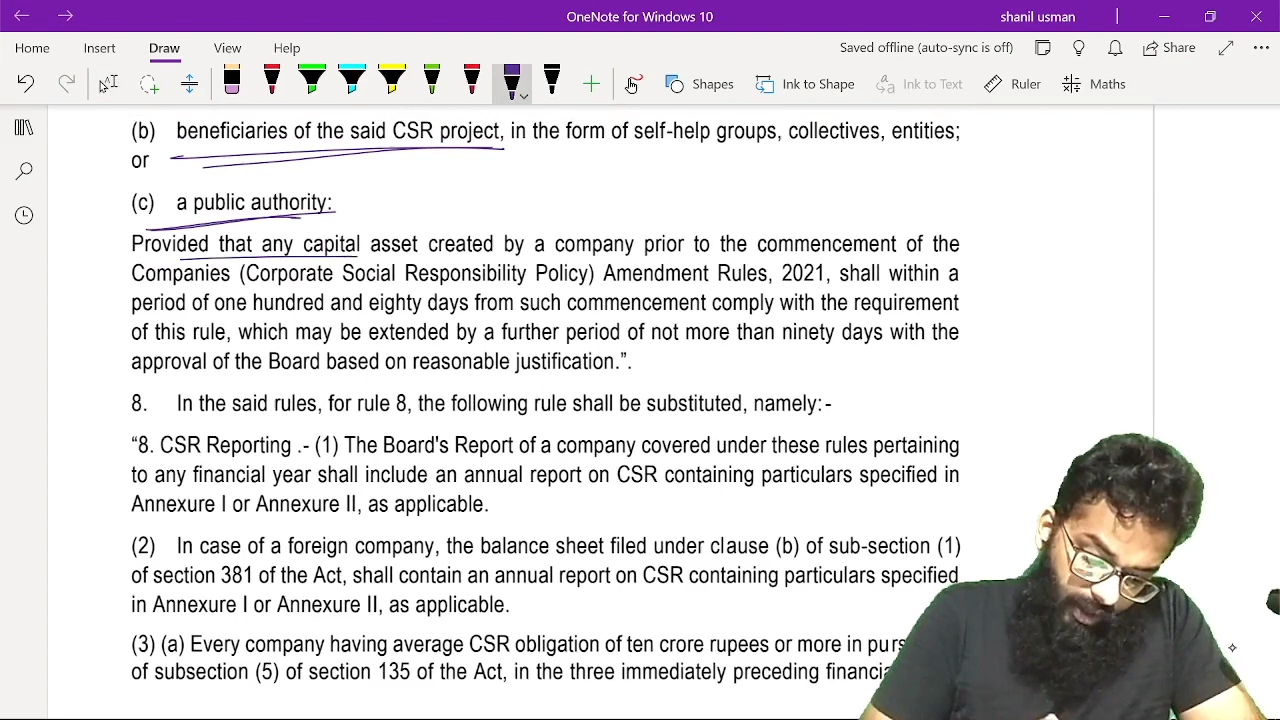 OneNote for Windows 10
shanil usman
Home Insert Draw View Help
Saved offline (auto-sync is off)
Share
Shapes
Ink to Shape
Ink to Text
Ruler
Maths
(b) beneficiaries of the said CSR project, in the form of self-help groups, collectives, entities;
or
(c) a public authority:
Provided that any capital asset created by a company prior to the commencement of the
Companies (Corporate Social Responsibility Policy) Amendment Rules, 2021, shall within a
period of one hundred and eighty days from such commencement comply with the requirement
of this rule, which may be extended by a further period of not more than ninety days with the
approval of the Board based on reasonable justification.”.
8. In the said rules, for rule 8, the following rule shall be substituted, namely:-
“8. CSR Reporting .- (1) The Board's Report of a company covered under these rules pertaining
to any financial year shall include an annual report on CSR containing particulars specified in
Annexure I or Annexure II, as applicable.
(2) In case of a foreign company, the balance sheet filed under clause (b) of sub-section (1)
of section 381 of the Act, shall contain an annual report on CSR containing particulars specified
in Annexure I or Annexure II, as applicable.
(3) (a) Every company having average CSR obligation of ten crore rupees or more in
of subsection (5) of section 135 of the Act, in the three immediately preceding